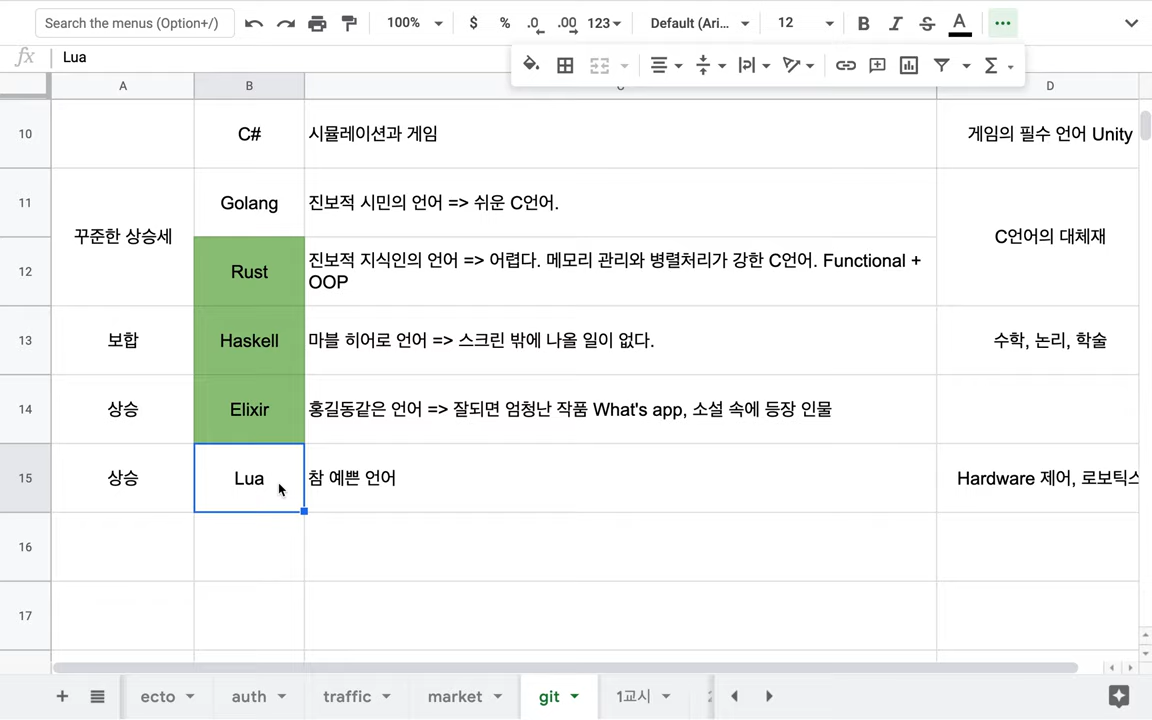 Search the menus (Option+/) 100% $ % .0 .00 123 Default (Ari... 12 B I S A
fx Lua
A B C D
10 C# 시뮬레이션과 게임 게임의 필수 언어 Unity
11 Golang 진보적 시민의 언어 => 쉬운 C언어.
꾸준한 상승세 C언어의 대체재
12 Rust 진보적 지식인의 언어 => 어렵다. 메모리 관리와 병렬처리가 강한 C언어. Functional +
OOP
13 보합 Haskell 마블 히어로 언어 => 스크린 밖에 나올 일이 없다. 수학, 논리, 학술
14 상승 Elixir 홍길동같은 언어 => 잘되면 엄청난 작품 What's app, 소설 속에 등장 인물
15 상승 Lua 참 예쁜 언어 Hardware 제어, 로보틱스
16
17
ecto auth traffic market git 1교시